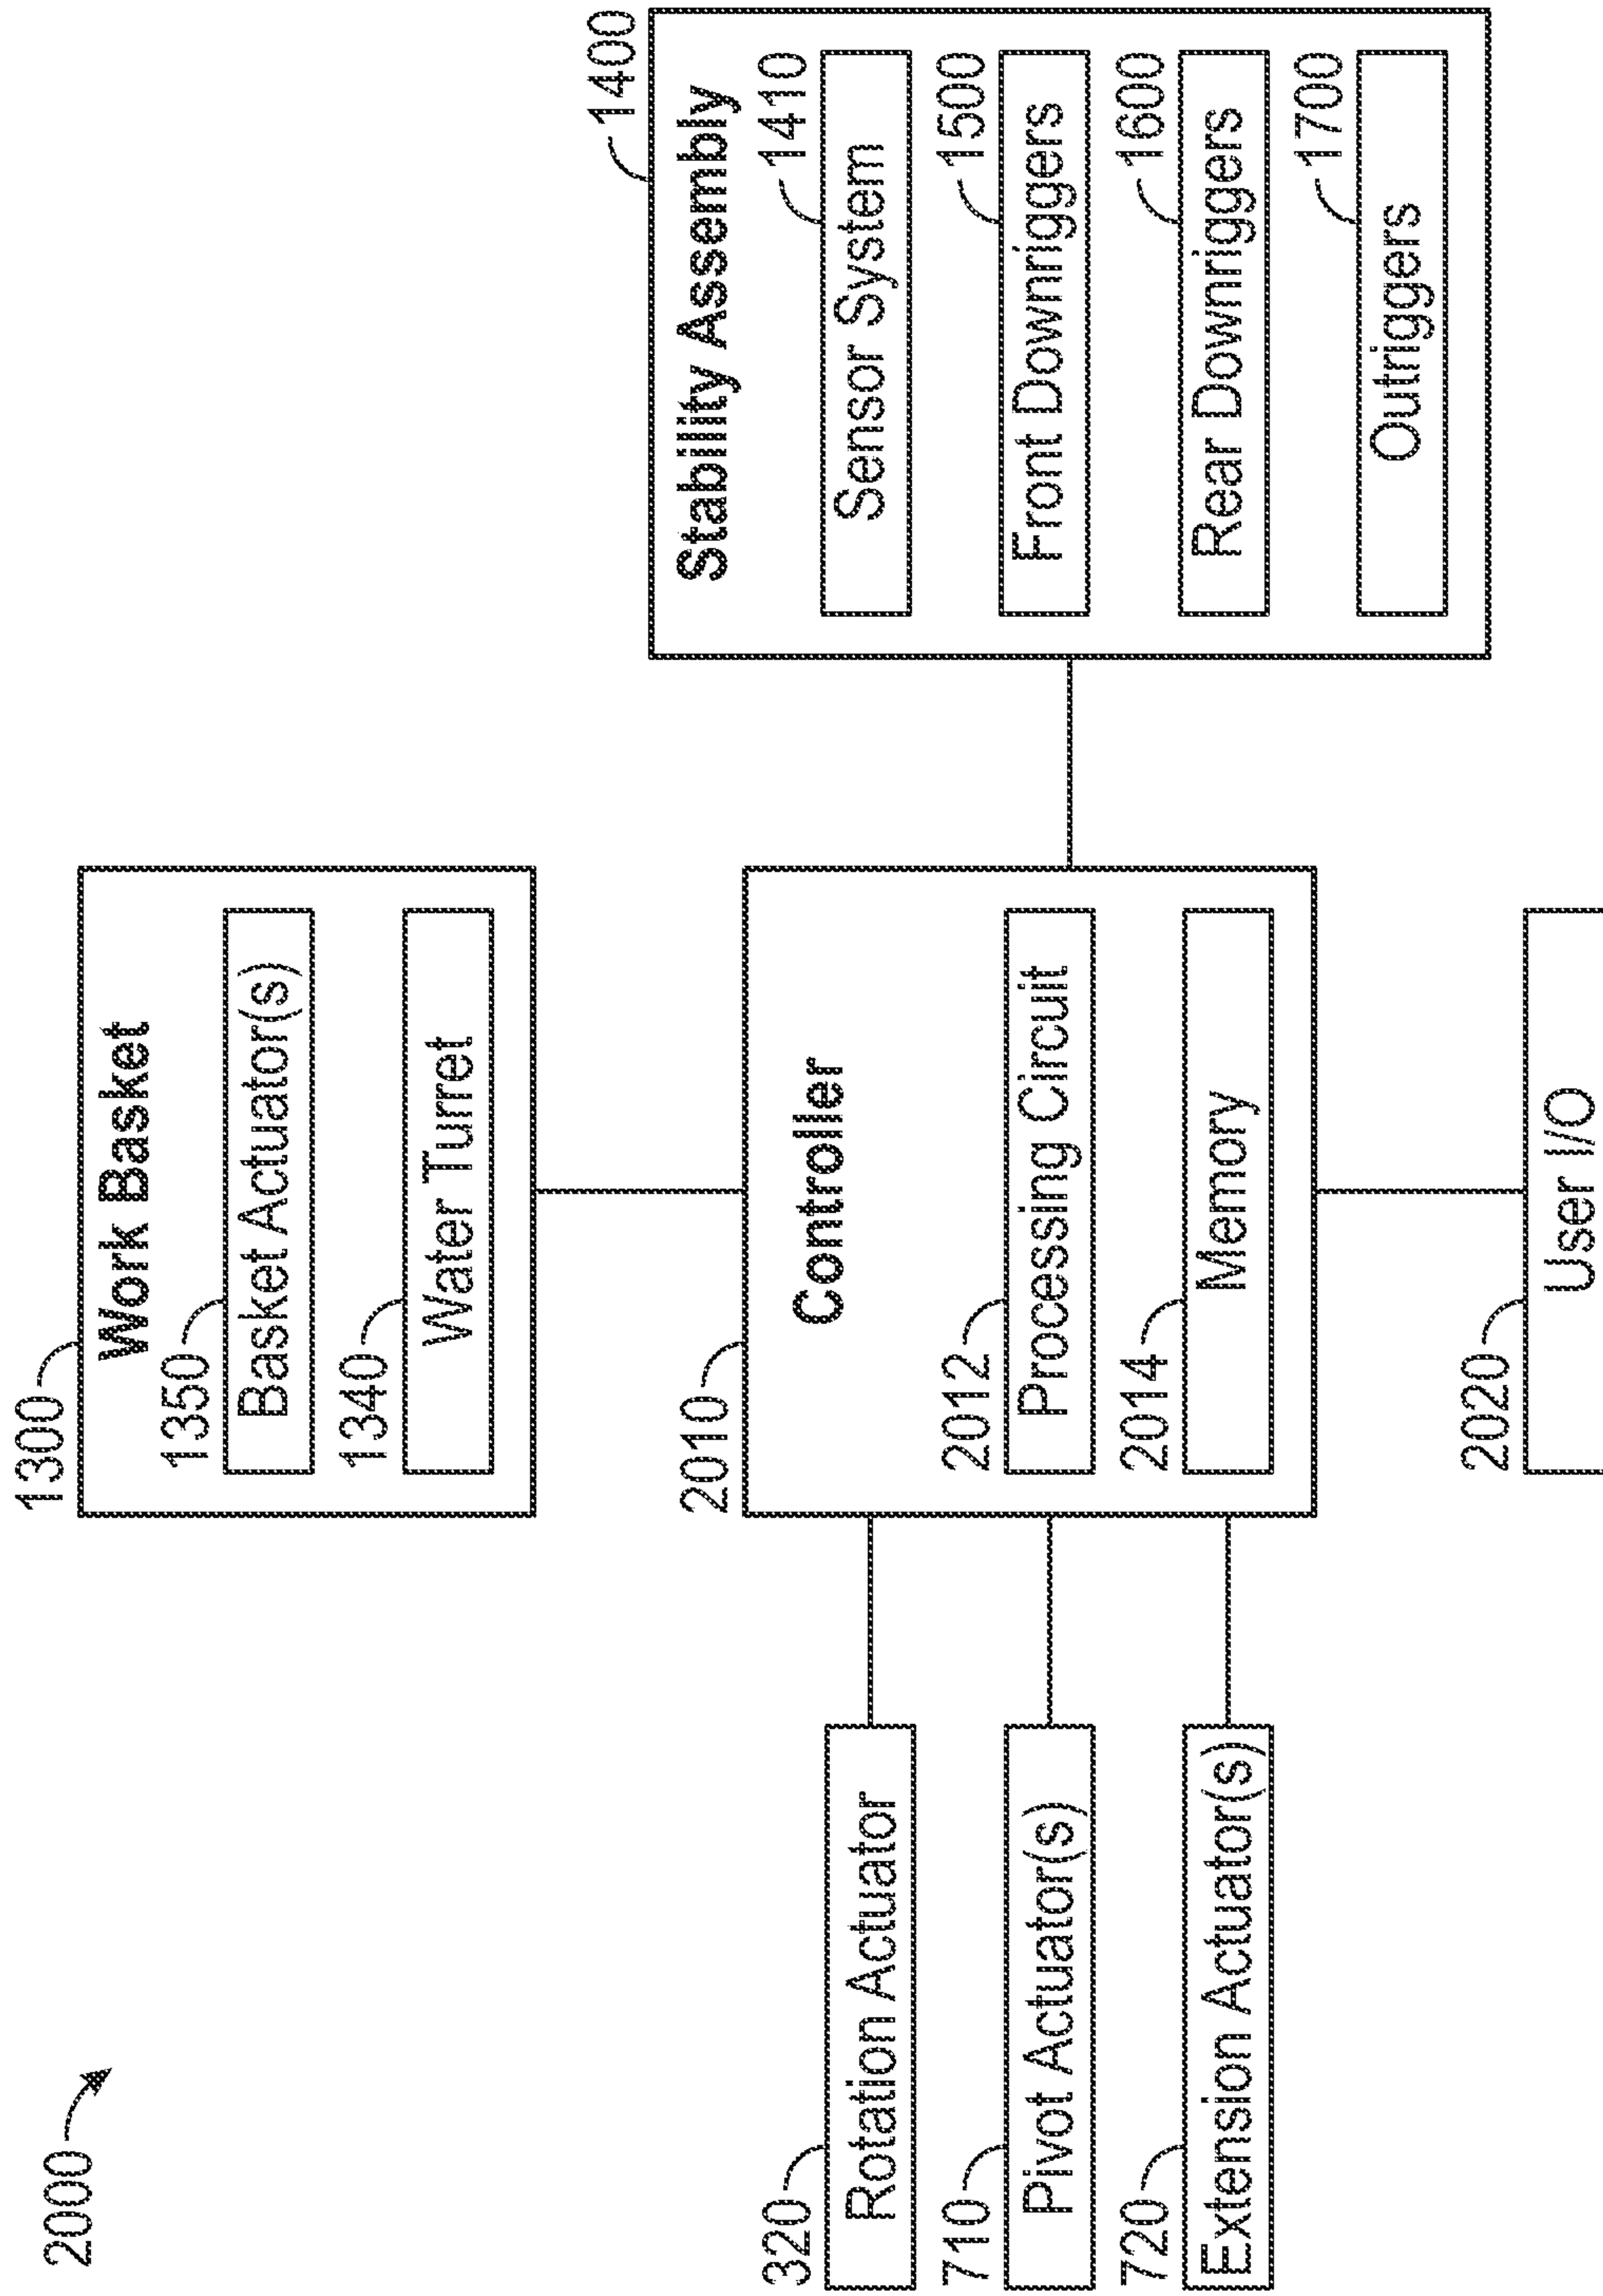 2000
1300
Work Basket
1350
Basket Actuator(s)
1340
Water Turret
320
Rotation Actuator
710
Pivot Actuator(s)
720
Extension Actuator(s)
2010
Controller
2012
Processing Circuit
2014
Memory
1400
Stability Assembly
1410
Sensor System
1500
Front Downriggers
1600
Rear Downriggers
1700
Outriggers
2020
User I/O